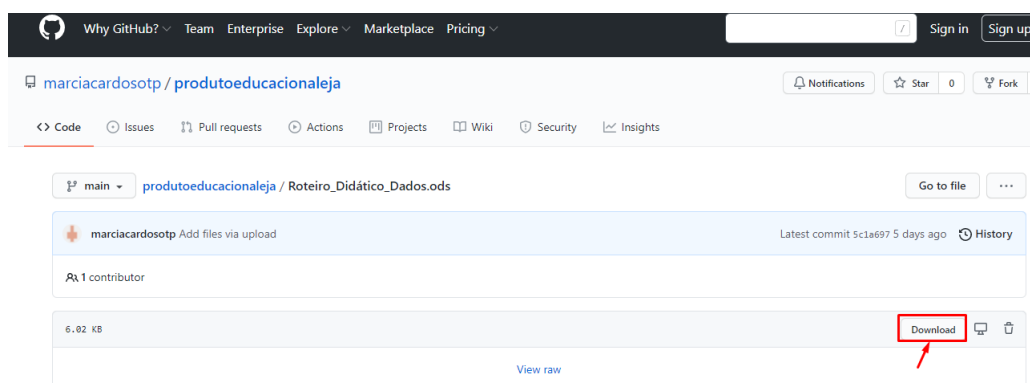 Why GitHub? Team Enterprise Explore Marketplace Pricing / Sign in Sign up
marciacardosotp / produtoeducacionaleja Notifications Star 0 Fork
<> Code Issues Pull requests Actions Projects Wiki Security Insights
main produtoeducacionaleja / Roteiro_Didático_Dados.ods Go to file ...
marciacardosotp Add files via upload Latest commit 5c1a697 5 days ago History
1 contributor
6.02 KB Download
View raw